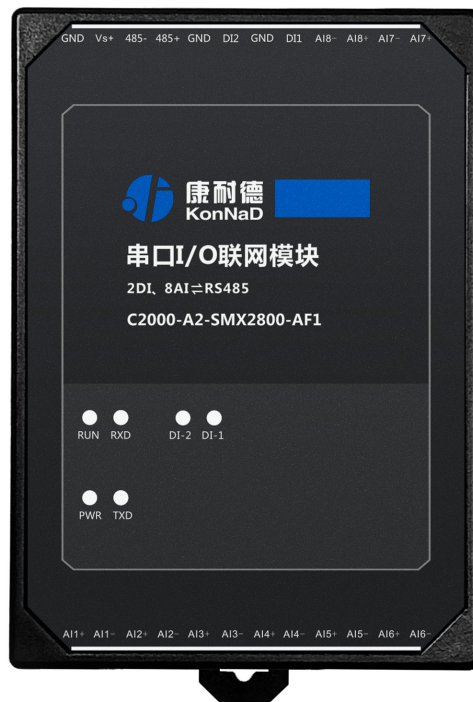 GND Vs+ 485- 485+ GND DI2 GND DI1 AI8- AI8+ AI7- AI7+
康耐德
KonNaD
串口I/O联网模块
2DI、8AI⇌RS485
C2000-A2-SMX2800-AF1
RUN RXD DI-2 DI-1
PWR TXD
AI1+ AI1- AI2+ AI2- AI3+ AI3- AI4+ AI4- AI5+ AI5- AI6+ AI6-